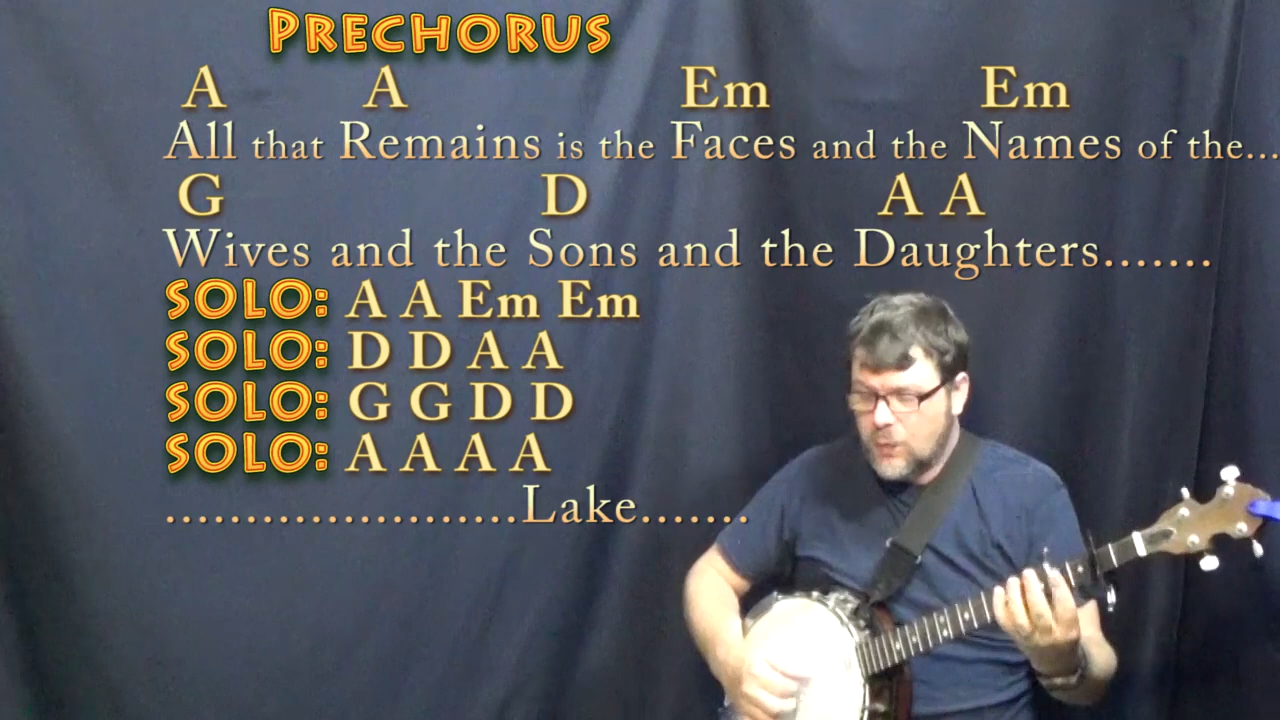 PRECHORUS
A A Em Em
All that Remains is the Faces and the Names of the...
G D A A
Wives and the Sons and the Daughters.......
SOLO: A A Em Em
SOLO: D D A A
SOLO: G G D D
SOLO: A A A A
......................Lake.......